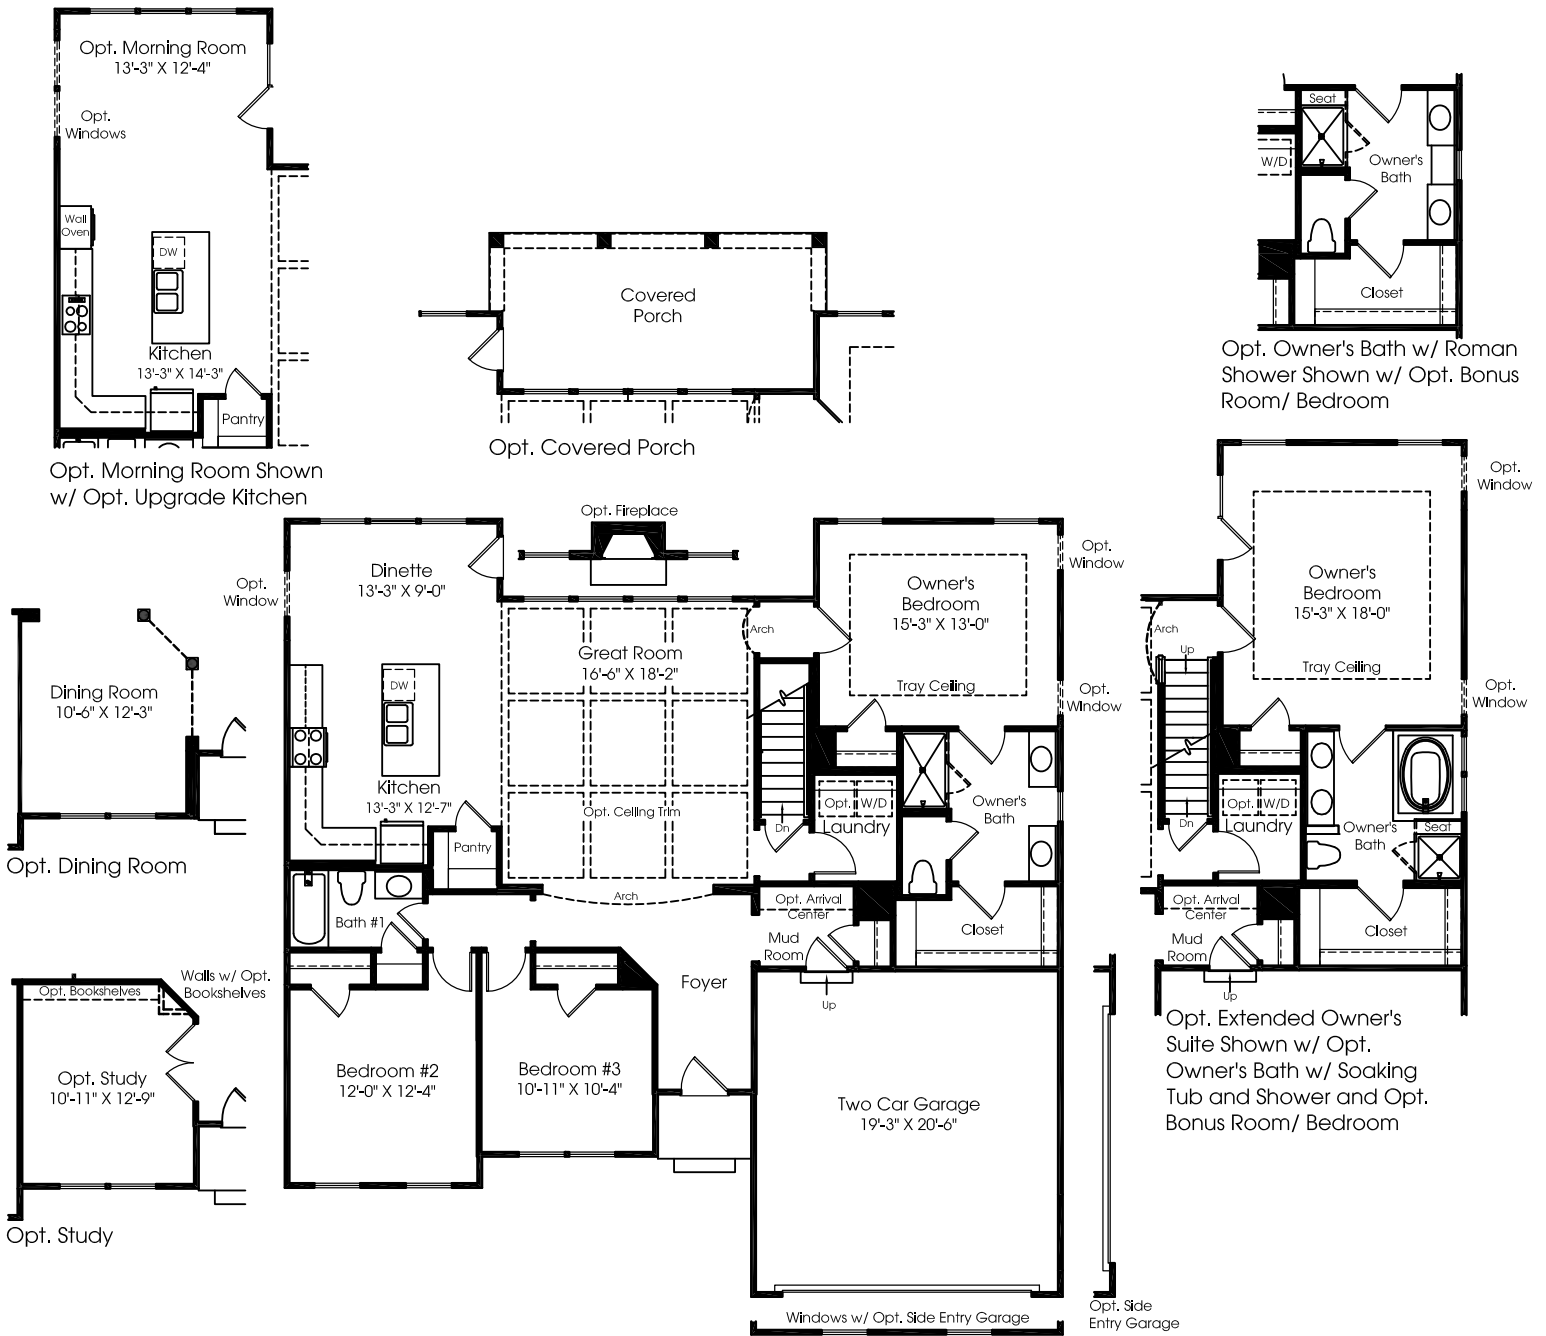 Opt. Morning Room
13'-3" X 12'-4"
Opt.
Windows
Wall
Oven
DW
Kitchen
13'-3" X 14'-3"
Pantry
Opt. Morning Room Shown
w/ Opt. Upgrade Kitchen
Covered
Porch
Opt. Covered Porch
Seat
W/D
Owner's
Bath
Closet
Opt. Owner's Bath w/ Roman
Shower Shown w/ Opt. Bonus
Room/ Bedroom
Dining Room
10'-6" X 12'-3"
Opt. Dining Room
Walls w/ Opt.
Bookshelves
Opt. Bookshelves
Opt. Study
10'-11" X 12'-9"
Opt. Study
Opt. Fireplace
Opt.
Window
Dinette
13'-3" X 9'-0"
DW
Kitchen
13'-3" X 12'-7"
Pantry
Great Room
16'-6" X 18'-2"
Opt. Ceiling Trim
Arch
Arch
Owner's
Bedroom
15'-3" X 13'-0"
Tray Ceiling
Opt.
Window
Opt.
Window
Dn
Opt.
W/D
Laundry
Owner's
Bath
Closet
Opt. Arrival
Center
Mud
Room
Up
Bath #1
Foyer
Bedroom #2
12'-0" X 12'-4"
Bedroom #3
10'-11" X 10'-4"
Two Car Garage
19'-3" X 20'-6"
Windows w/ Opt. Side Entry Garage
Opt. Side
Entry Garage
Opt.
Window
Owner's
Bedroom
15'-3" X 18'-0"
Tray Ceiling
Opt.
Window
Arch
Up
Dn
Opt.
W/D
Laundry
Owner's
Bath
Seat
Opt. Arrival
Center
Mud
Room
Closet
Up
Opt. Extended Owner's
Suite Shown w/ Opt.
Owner's Bath w/ Soaking
Tub and Shower and Opt.
Bonus Room/ Bedroom